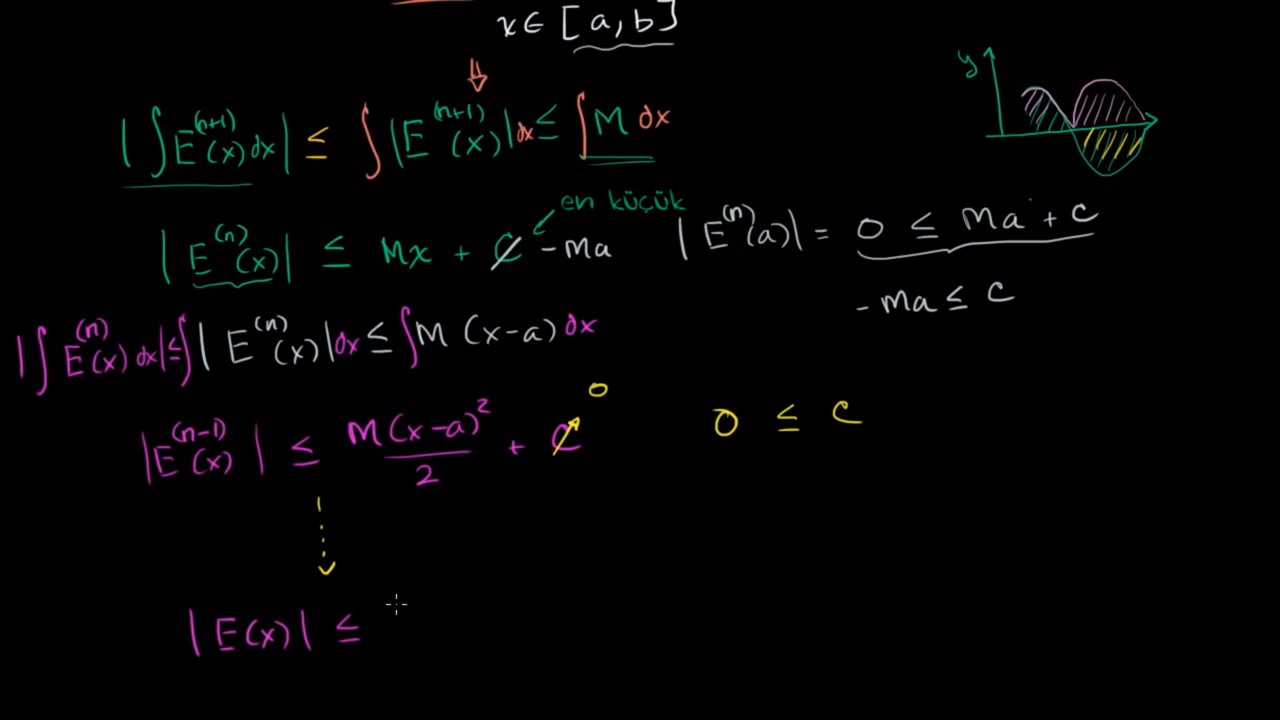 x ∈ [a, b]
y
| ∫ E^(n+1)(x) dx | ≤ ∫ |E^(n+1)(x)| dx ≤ ∫ M dx
en küçük
|E^(n)(x)| ≤ Mx + C - Ma
|E^(n)(a)| = 0 ≤ Ma + C
- Ma ≤ C
| ∫ E^(n)(x) dx | ≤ ∫ |E^(n)(x)| dx ≤ ∫ M (x-a) dx
|E^(n-1)(x)| ≤ M(x-a)^2 / 2 + C 0
0 ≤ C
|E(x)| ≤